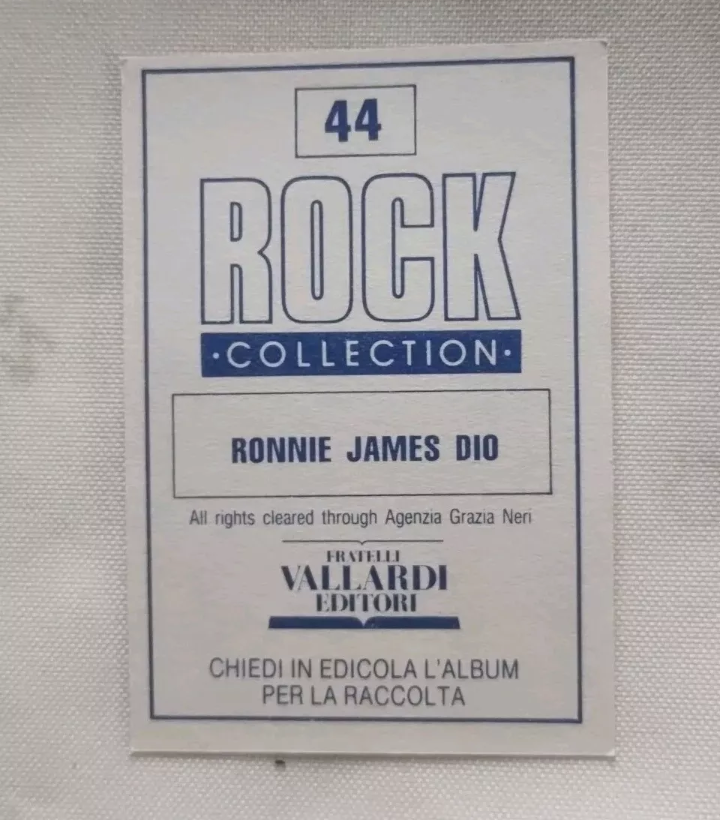 44
ROCK
·COLLECTION·
RONNIE JAMES DIO
All rights cleared through Agenzia Grazia Neri
FRATELLI
VALLARDI
EDITORI
CHIEDI IN EDICOLA L'ALBUM
PER LA RACCOLTA